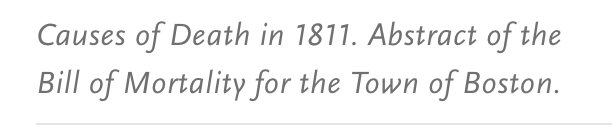 Causes of Death in 1811. Abstract of the
Bill of Mortality for the Town of Boston.